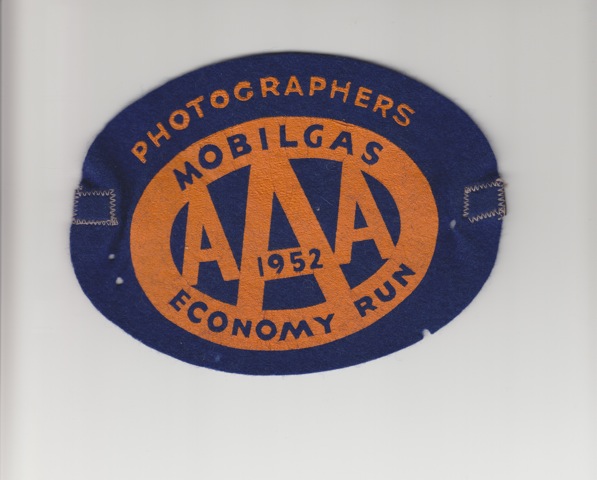 PHOTOGRAPHERS
MOBILGAS
AAA
1952
ECONOMY RUN